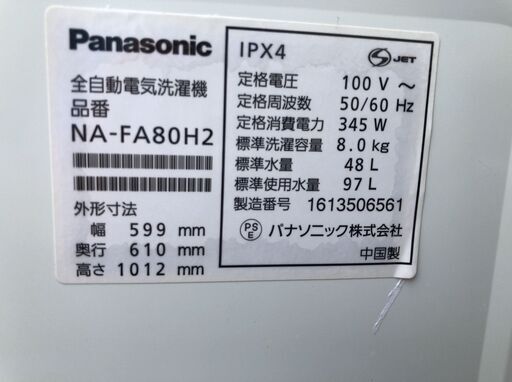 Panasonic
全自動電気洗濯機
品番
NA-FA80H2
外形寸法
幅 599 mm
奥行 610 mm
高さ 1012 mm
IPX4
S JET
定格電圧 100 V ～
定格周波数 50/60 Hz
定格消費電力 345 W
標準洗濯容量 8.0 kg
標準水量 48 L
標準使用水量 97 L
製造番号 1613506561
PSE パナソニック株式会社
中国製